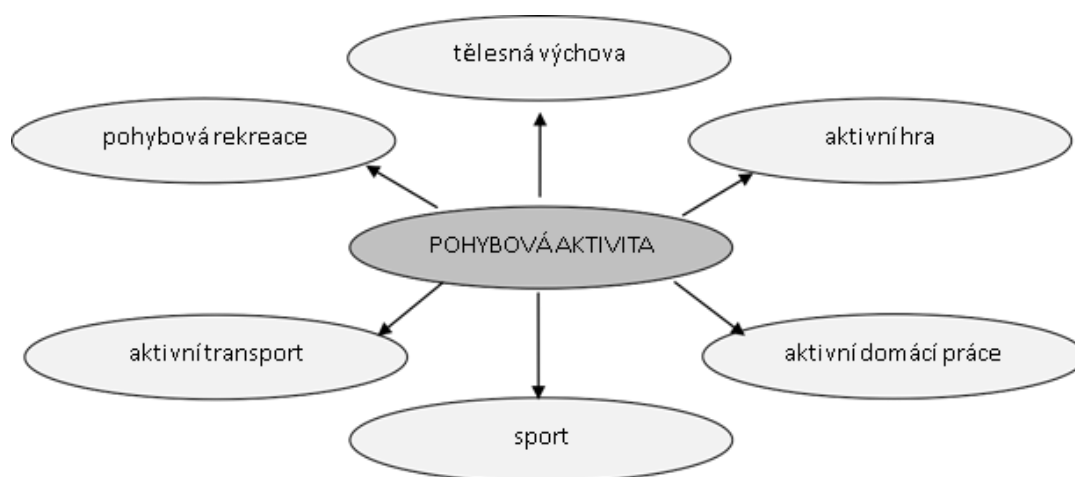 tělesná výchova
pohybová rekreace
aktivní hra
POHYBOVÁ AKTIVITA
aktivní transport
aktivní domácí práce
sport